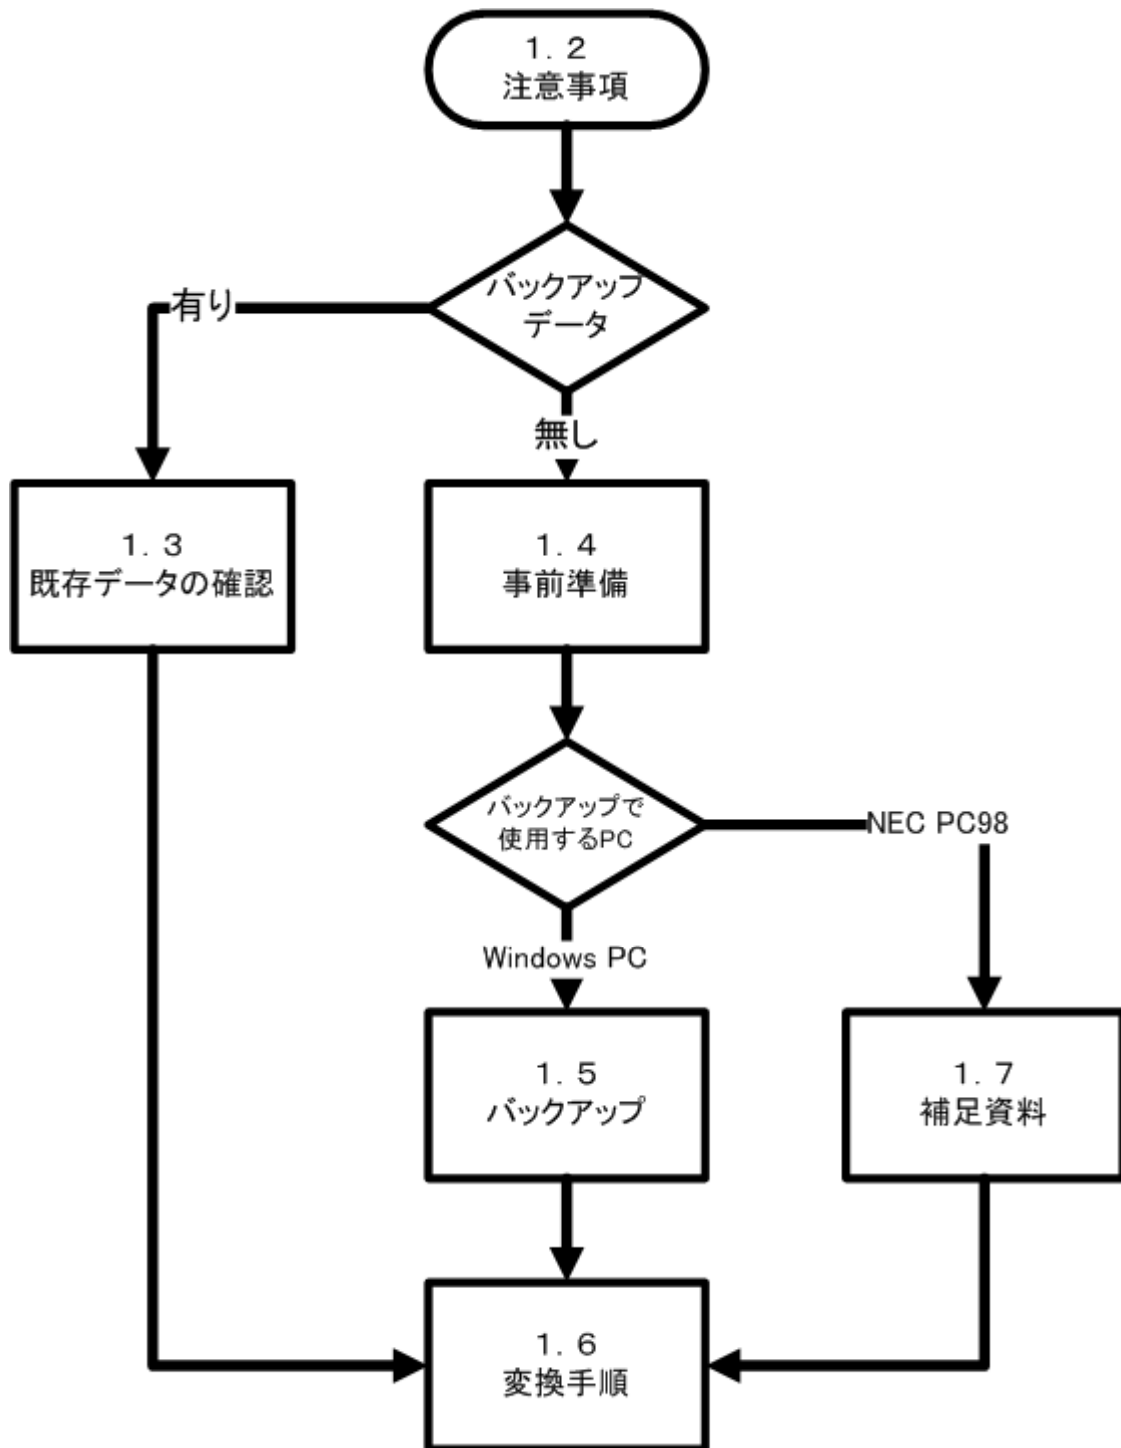 １．２
注意事項
バックアップ
データ
有り
無し
１．３
既存データの確認
１．４
事前準備
バックアップで
使用するPC
NEC PC98
Windows PC
１．５
バックアップ
１．７
補足資料
１．６
変換手順